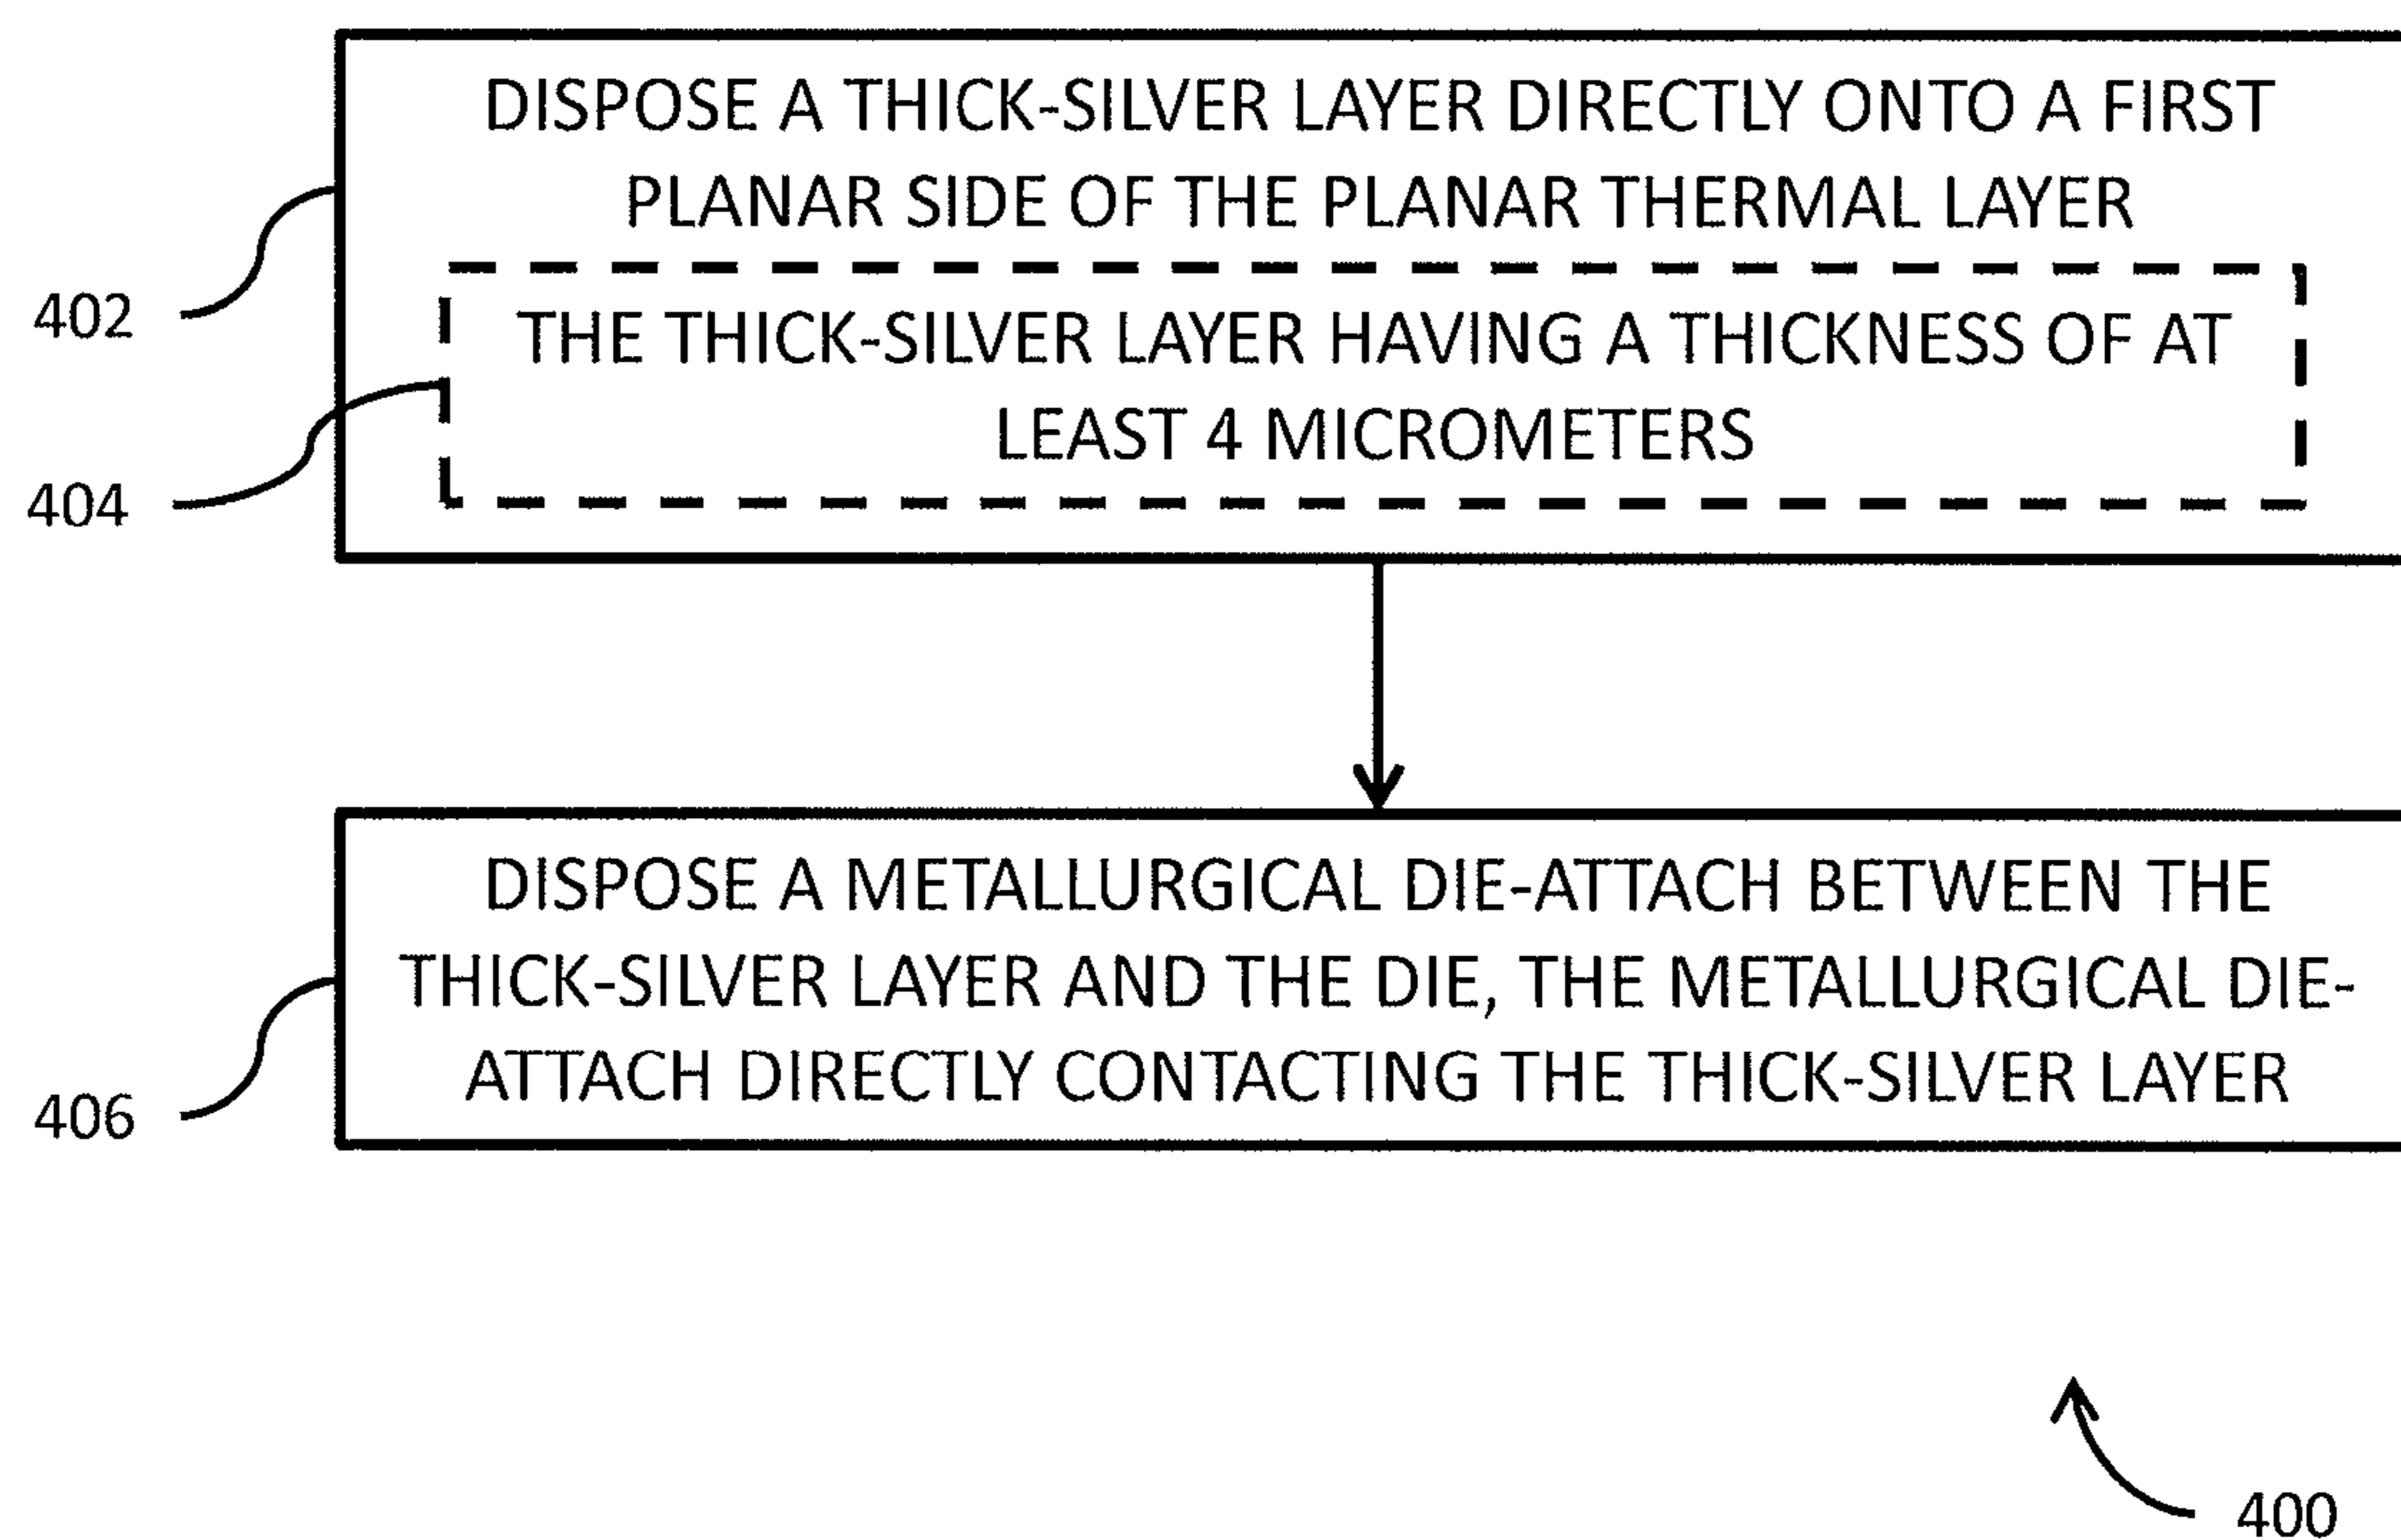 DISPOSE A THICK-SILVER LAYER DIRECTLY ONTO A FIRST
PLANAR SIDE OF THE PLANAR THERMAL LAYER
402
THE THICK-SILVER LAYER HAVING A THICKNESS OF AT
LEAST 4 MICROMETERS
404
DISPOSE A METALLURGICAL DIE-ATTACH BETWEEN THE
THICK-SILVER LAYER AND THE DIE, THE METALLURGICAL DIE-
ATTACH DIRECTLY CONTACTING THE THICK-SILVER LAYER
406
400